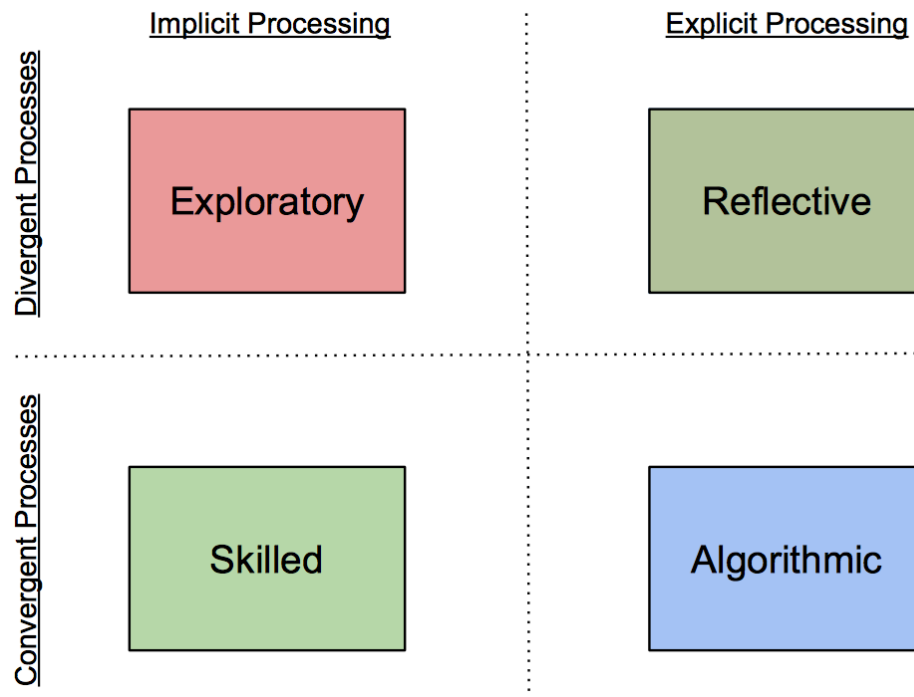 Implicit Processing
Explicit Processing
Divergent Processes
Exploratory
Reflective
Convergent Processes
Skilled
Algorithmic